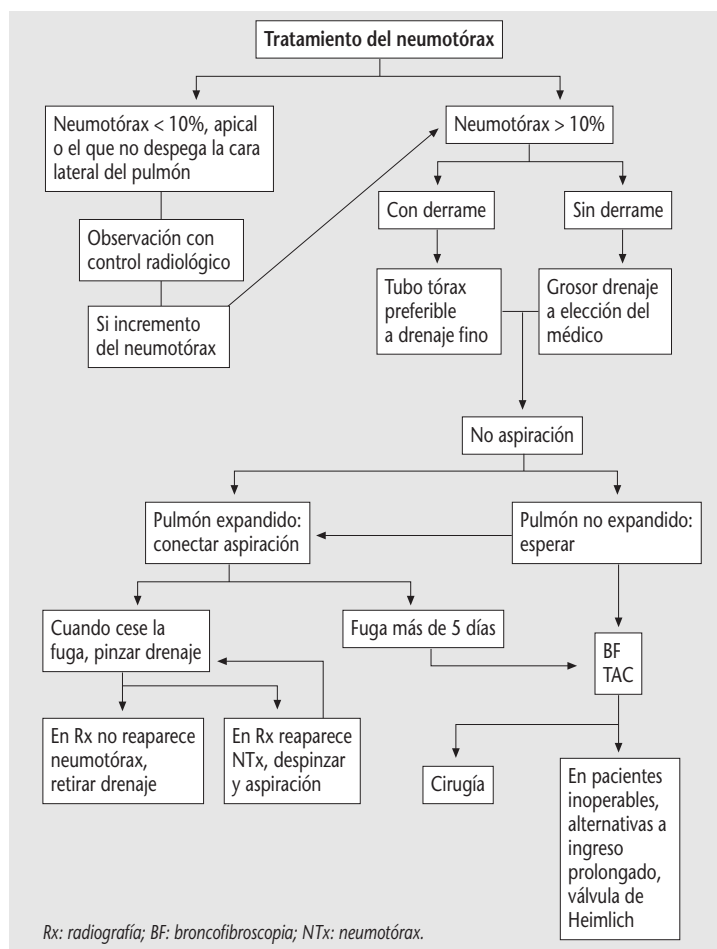 Tratamiento del neumotórax
Neumotórax < 10%, apical
o el que no despega la cara
lateral del pulmón
Neumotórax > 10%
Observación con
control radiológico
Con derrame
Sin derrame
Si incremento
del neumotórax
Tubo tórax
preferible
a drenaje fino
Grosor drenaje
a elección del
médico
No aspiración
Pulmón expandido:
conectar aspiración
Pulmón no expandido:
esperar
Cuando cese la
fuga, pinzar drenaje
Fuga más de 5 días
BF
TAC
En Rx no reaparece
neumotórax,
retirar drenaje
En Rx reaparece
NTx, despinzar
y aspiración
Cirugía
En pacientes
inoperables,
alternativas a
ingreso
prolongado,
válvula de
Heimlich
Rx: radiografía; BF: broncofibroscopia; NTx: neumotórax.